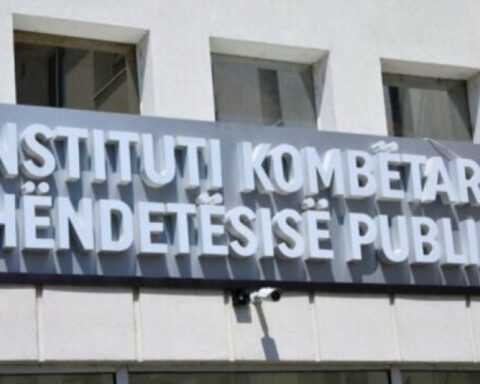 NSTITUTI KOMBËTAR
HËNDETËSISË PUBLI